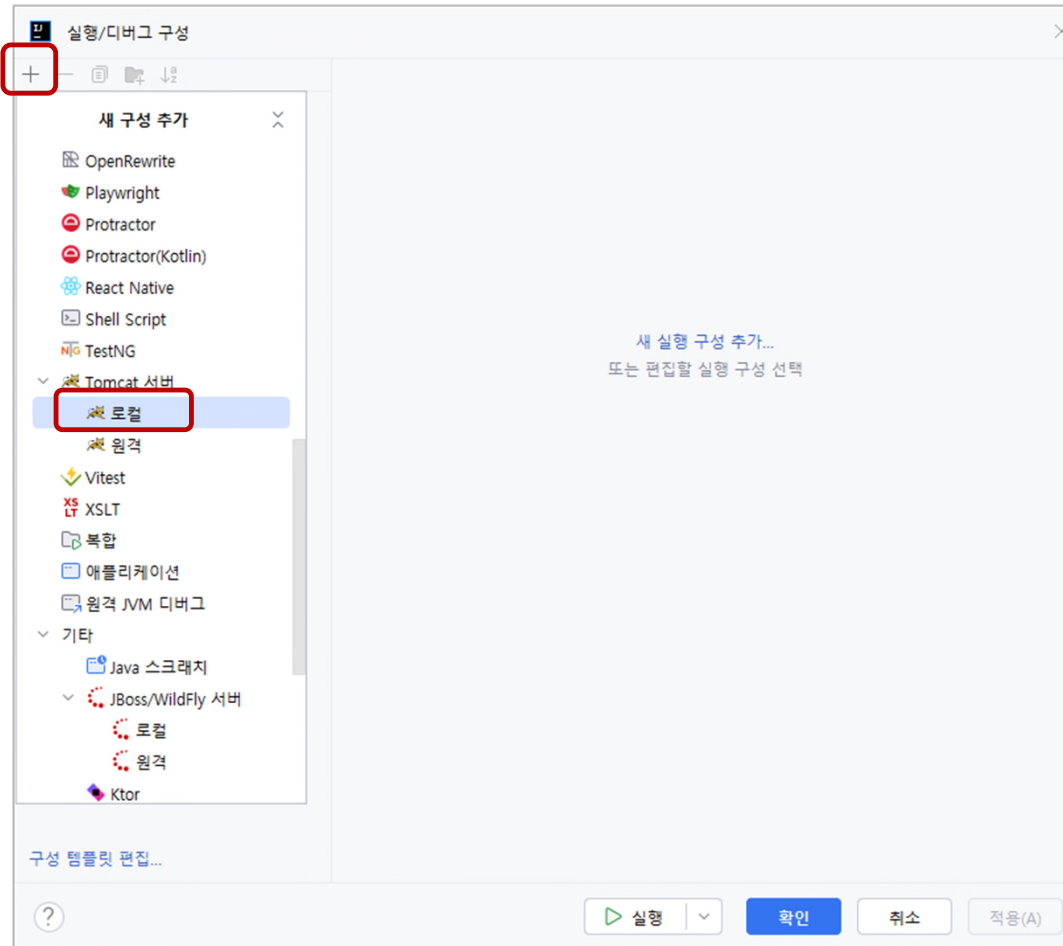 실행/디버그 구성
새 구성 추가
OpenRewrite
Playwright
Protractor
Protractor(Kotlin)
React Native
Shell Script
TestNG
Tomcat 서버
로컬
원격
Vitest
XSLT
복합
애플리케이션
원격 JVM 디버그
기타
Java 스크래치
JBoss/WildFly 서버
로컬
원격
Ktor
새 실행 구성 추가...
또는 편집할 실행 구성 선택
구성 템플릿 편집...
? 실행 확인 취소 적용(A)